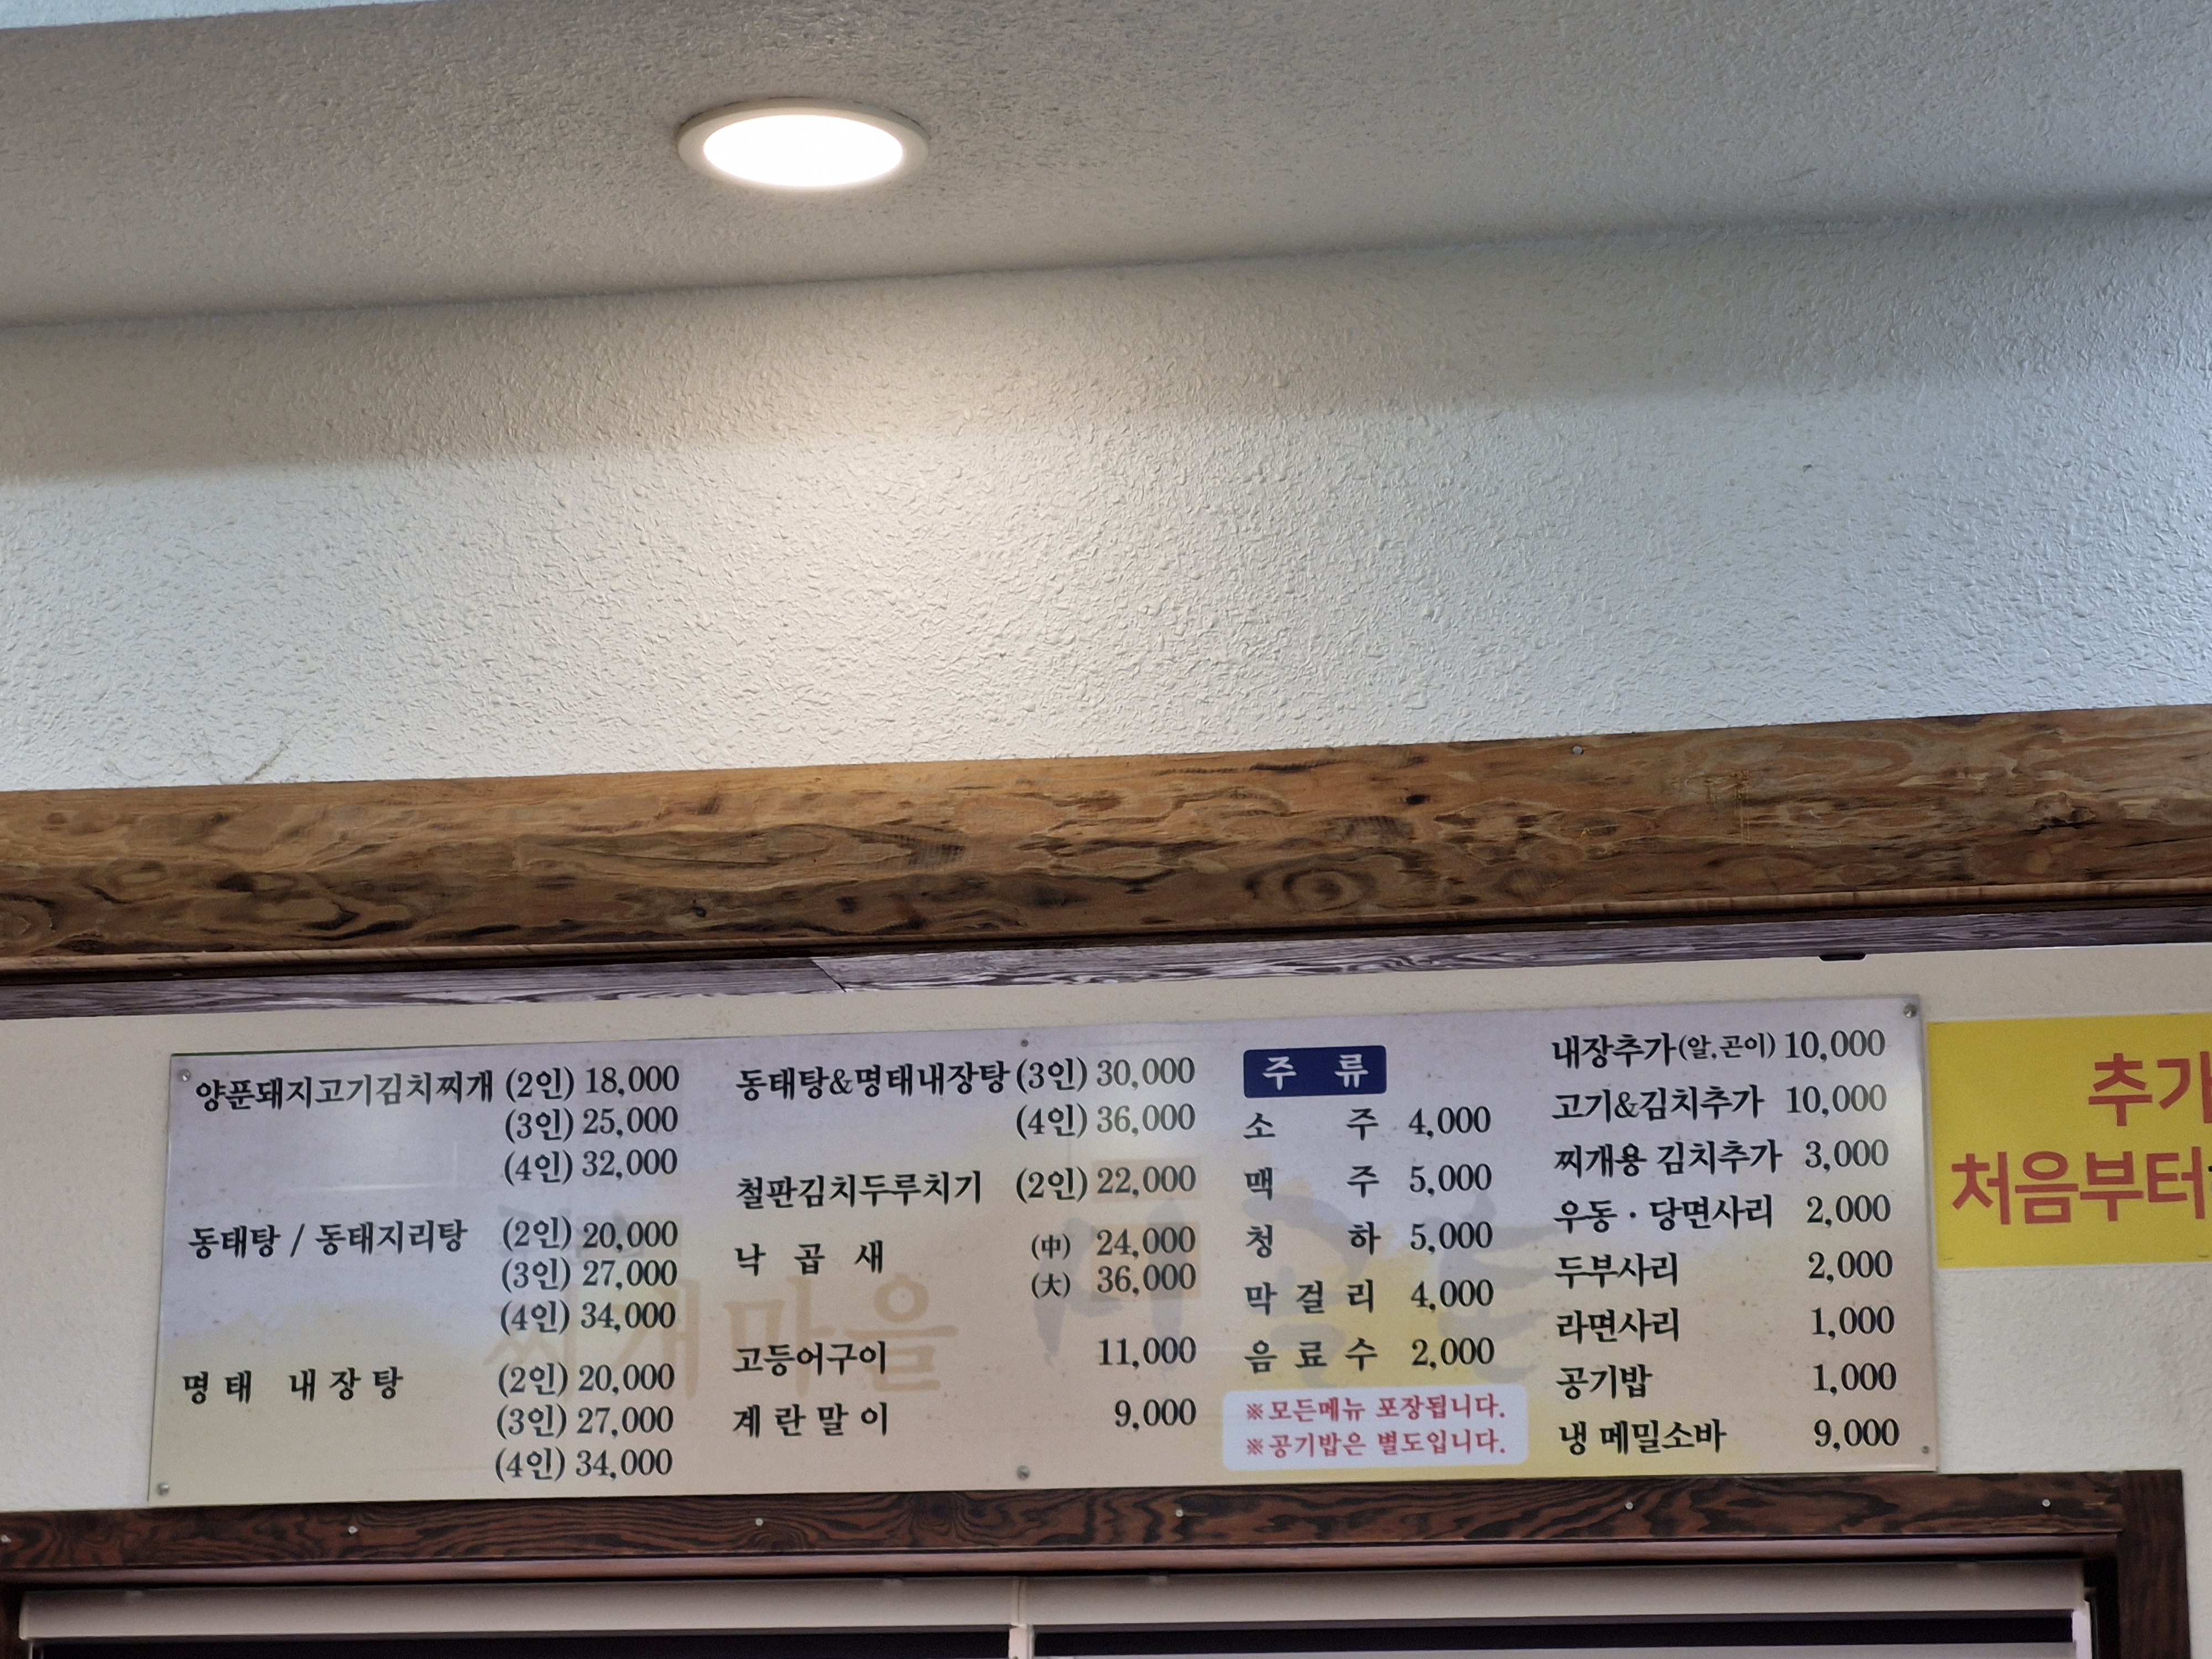 양푼돼지고기김치찌개 (2인) 18,000
(3인) 25,000
(4인) 32,000
동태탕 / 동태지리탕 (2인) 20,000
(3인) 27,000
(4인) 34,000
명 태 내 장 탕 (2인) 20,000
(3인) 27,000
(4인) 34,000
동태탕&명태내장탕 (3인) 30,000
(4인) 36,000
철판김치두루치기 (2인) 22,000
낙 곱 새 (中) 24,000
(大) 36,000
고등어구이 11,000
계 란 말 이 9,000
주 류
소 주 4,000
맥 주 5,000
청 하 5,000
막 걸 리 4,000
음 료 수 2,000
※모든메뉴 포장됩니다.
※공기밥은 별도입니다.
내장추가(알,곤이) 10,000
고기&김치추가 10,000
찌개용 김치추가 3,000
우동 · 당면사리 2,000
두부사리 2,000
라면사리 1,000
공기밥 1,000
냉 메밀소바 9,000
찌개마을
추가
처음부터